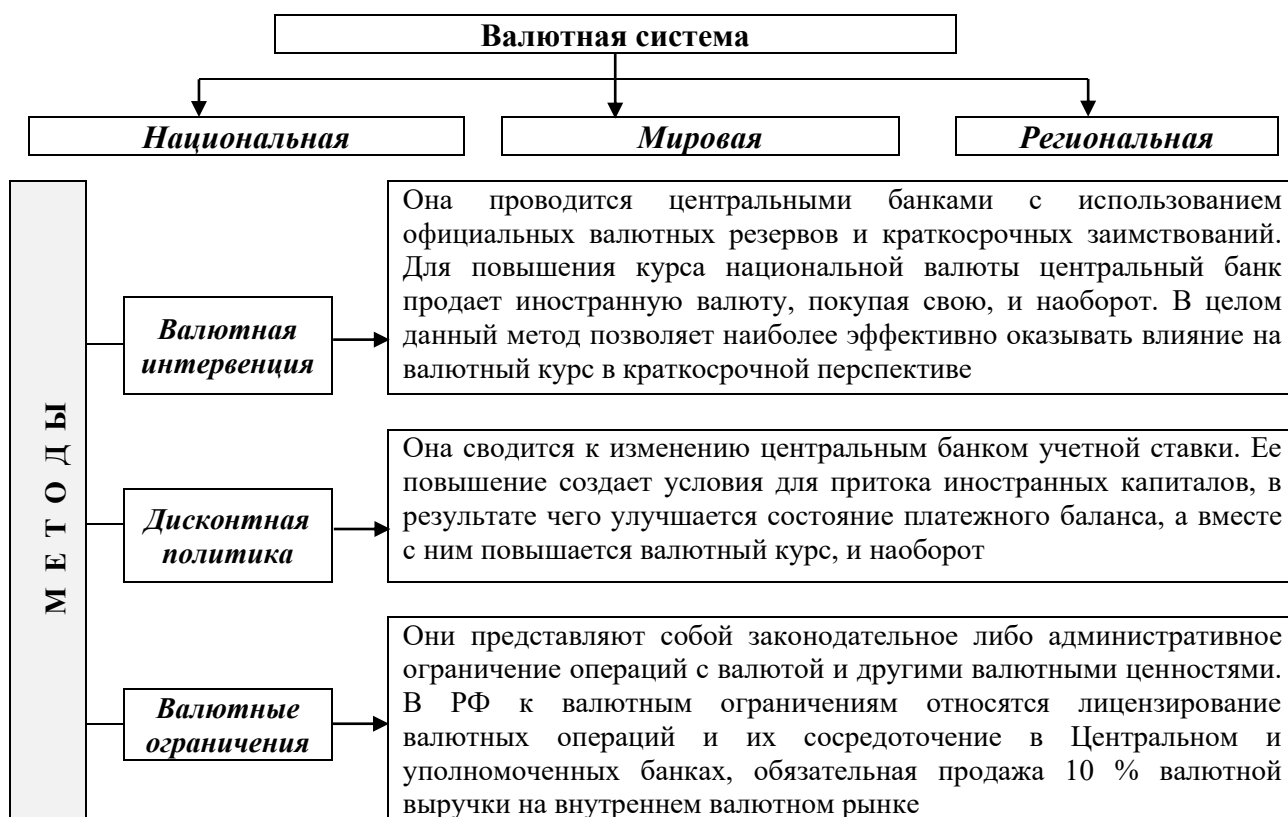 Валютная система
Национальная
Мировая
Региональная
МЕТОДЫ
Валютная
интервенция
Она проводится центральными банками с использованием
официальных валютных резервов и краткосрочных заимствований.
Для повышения курса национальной валюты центральный банк
продает иностранную валюту, покупая свою, и наоборот. В целом
данный метод позволяет наиболее эффективно оказывать влияние на
валютный курс в краткосрочной перспективе
Дисконтная
политика
Она сводится к изменению центральным банком учетной ставки. Ее
повышение создает условия для притока иностранных капиталов, в
результате чего улучшается состояние платежного баланса, а вместе
с ним повышается валютный курс, и наоборот
Валютные
ограничения
Они представляют собой законодательное либо административное
ограничение операций с валютой и другими валютными ценностями.
В РФ к валютным ограничениям относятся лицензирование
валютных операций и их сосредоточение в Центральном и
уполномоченных банках, обязательная продажа 10 % валютной
выручки на внутреннем валютном рынке